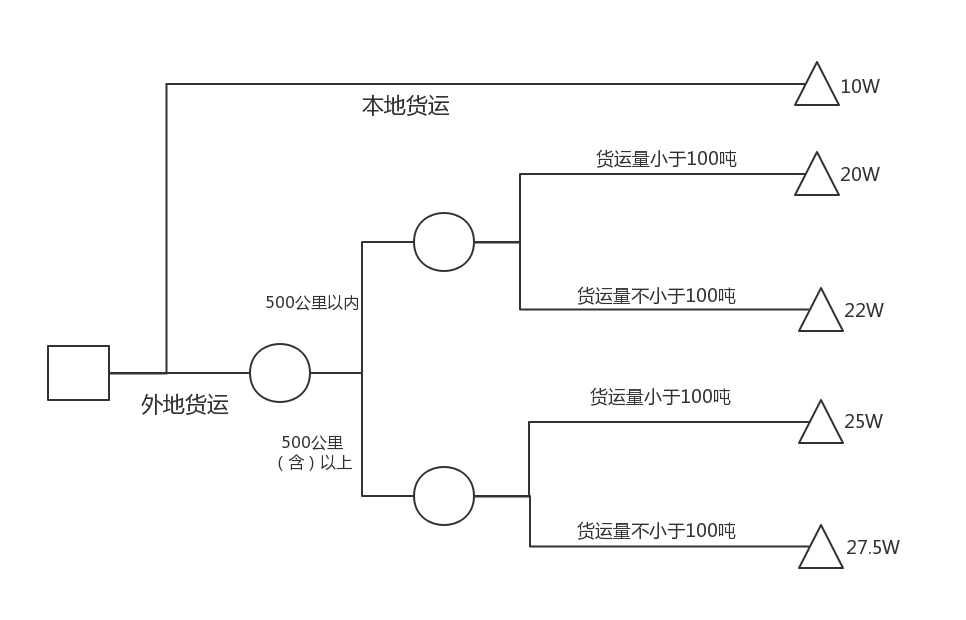 10W
本地货运
货运量小于100吨
20W
500公里以内
货运量不小于100吨
22W
外地货运
货运量小于100吨
25W
500公里
（含）以上
货运量不小于100吨
27.5W